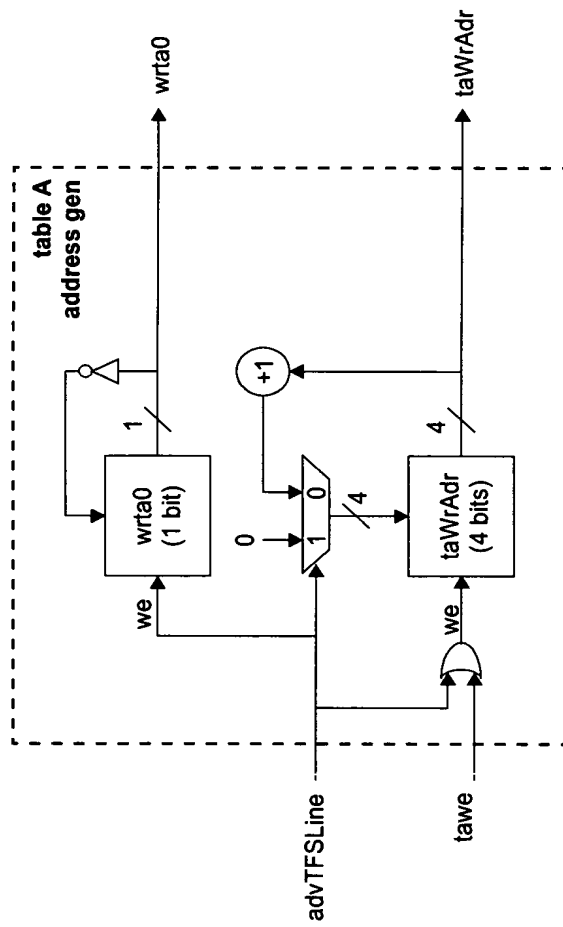 table A
address gen
wrta0
1
wrta0
(1 bit)
we
+1
0
1 0
4
advTFSLine
taWrAdr
4
taWrAdr
(4 bits)
we
tawe